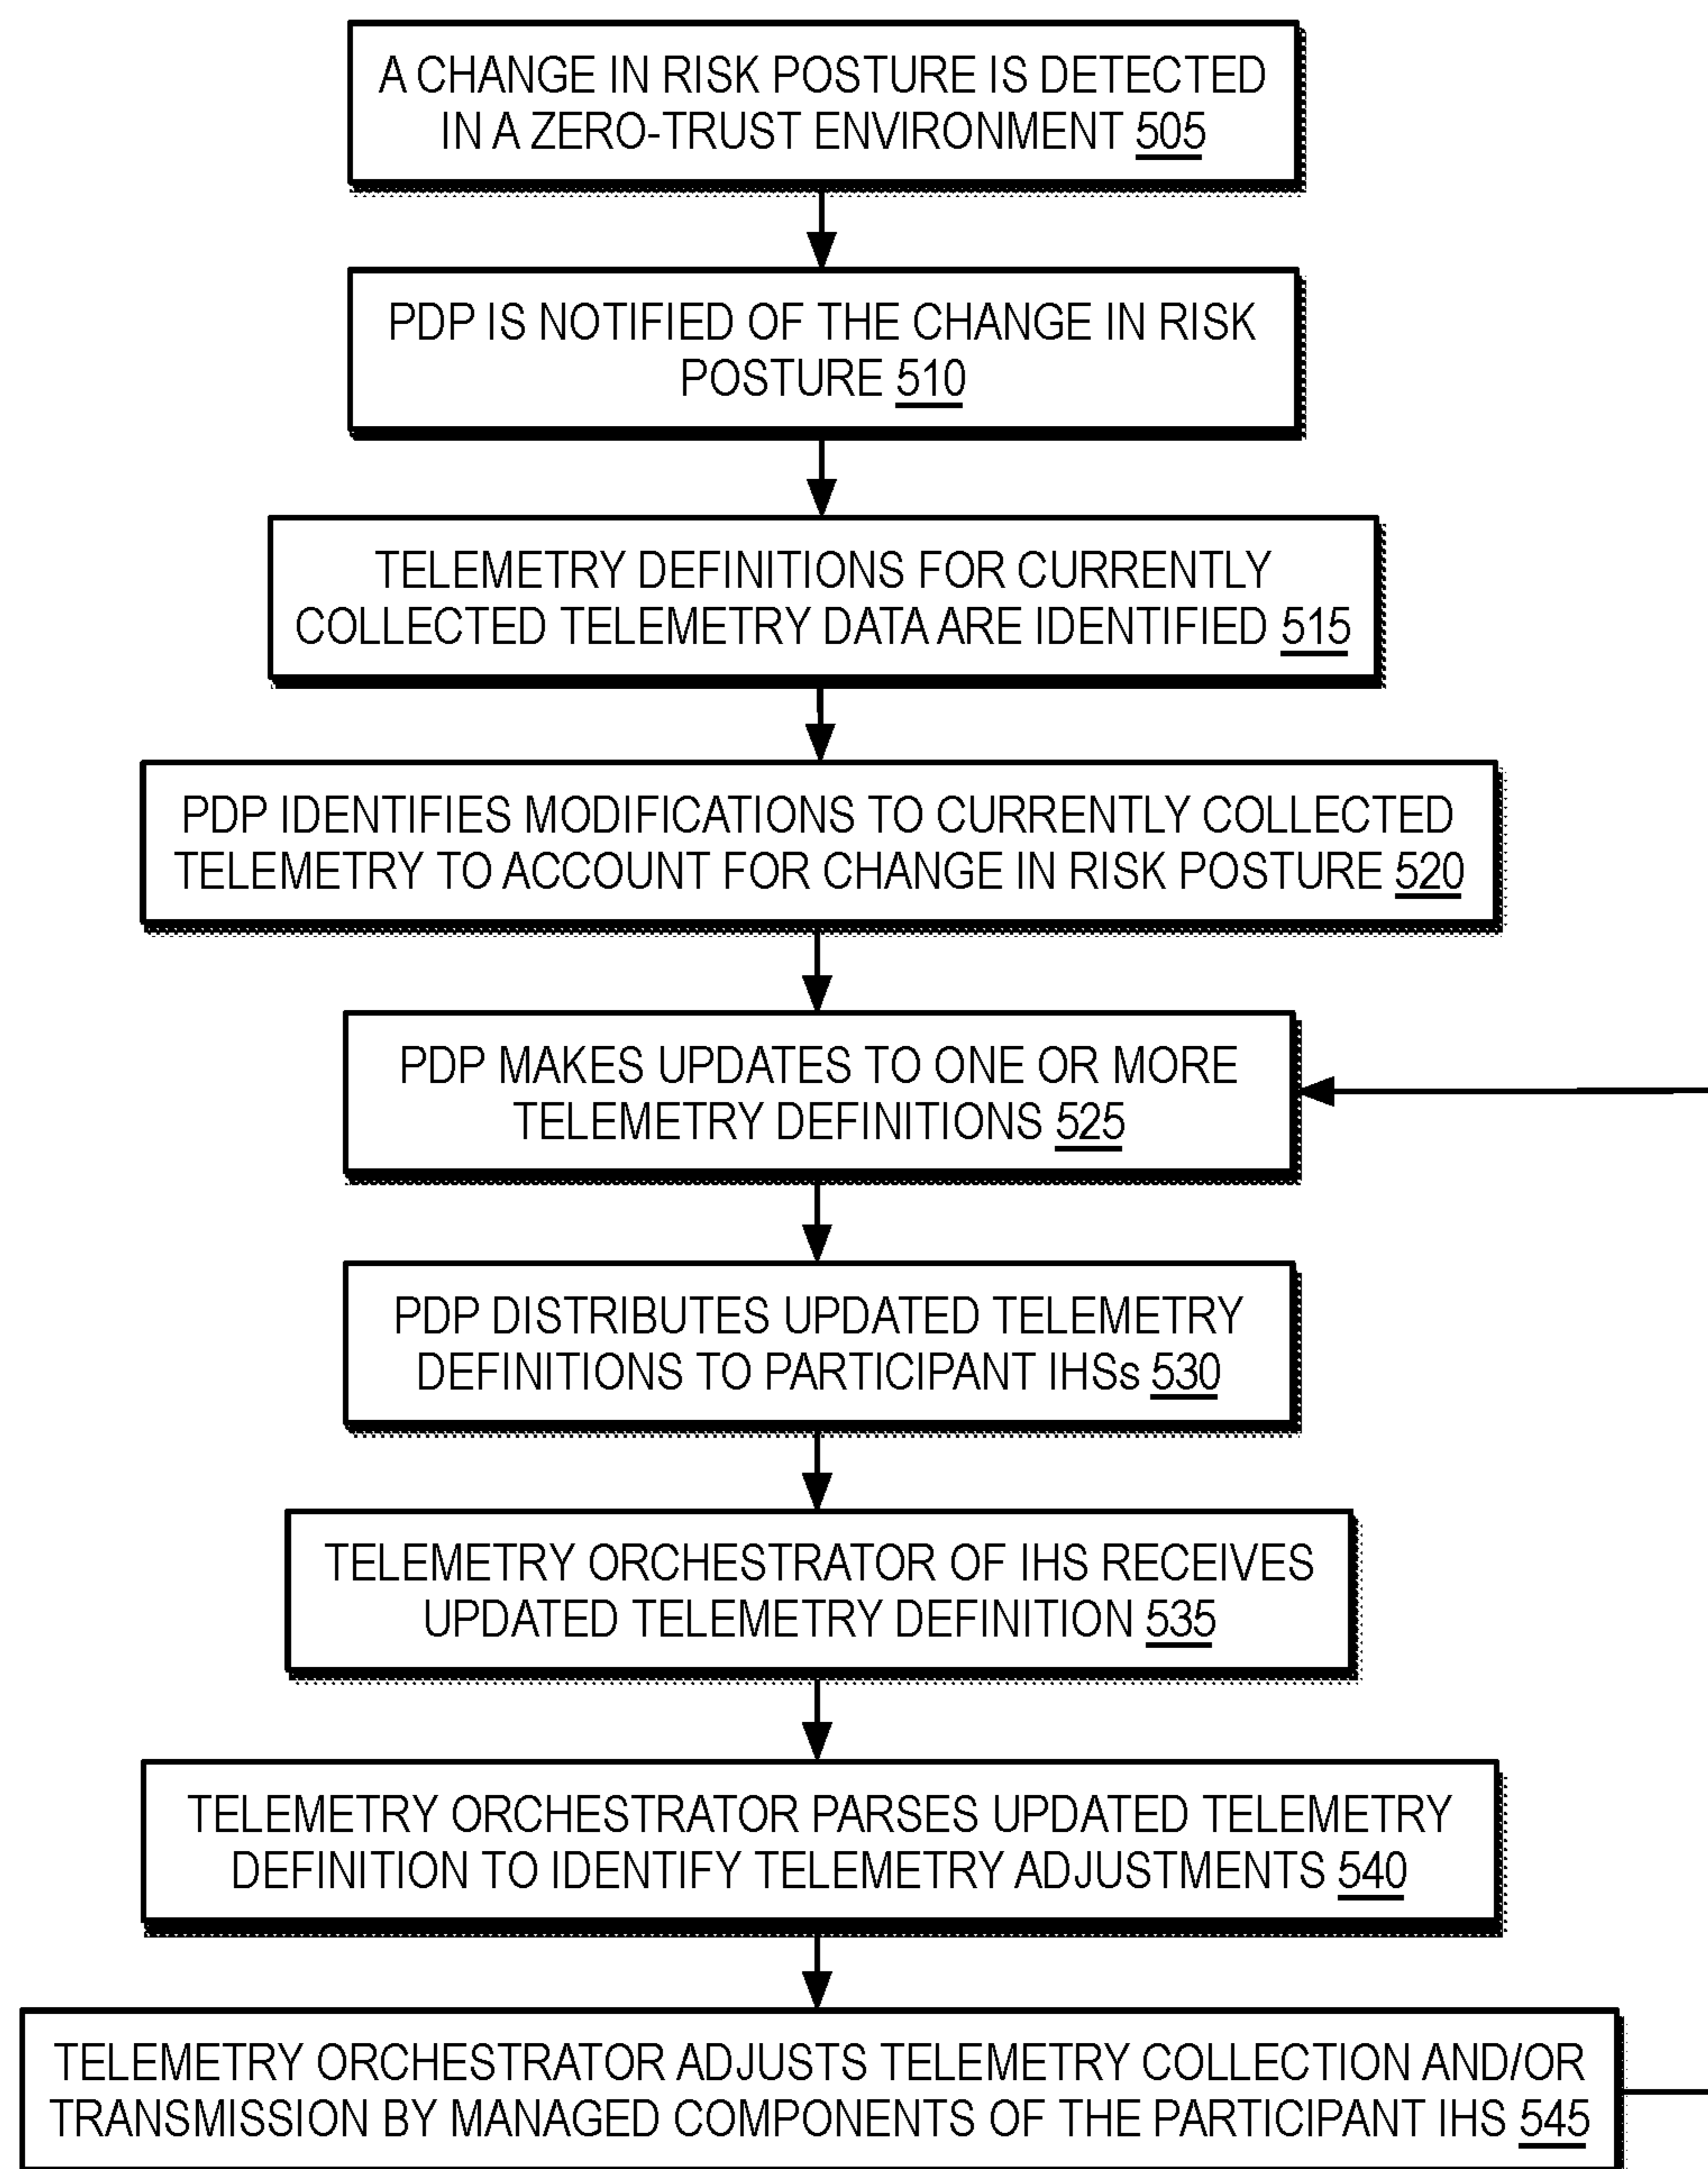 A CHANGE IN RISK POSTURE IS DETECTED
IN A ZERO-TRUST ENVIRONMENT 505
PDP IS NOTIFIED OF THE CHANGE IN RISK
POSTURE 510
TELEMETRY DEFINITIONS FOR CURRENTLY
COLLECTED TELEMETRY DATA ARE IDENTIFIED 515
PDP IDENTIFIES MODIFICATIONS TO CURRENTLY COLLECTED
TELEMETRY TO ACCOUNT FOR CHANGE IN RISK POSTURE 520
PDP MAKES UPDATES TO ONE OR MORE
TELEMETRY DEFINITIONS 525
PDP DISTRIBUTES UPDATED TELEMETRY
DEFINITIONS TO PARTICIPANT IHSs 530
TELEMETRY ORCHESTRATOR OF IHS RECEIVES
UPDATED TELEMETRY DEFINITION 535
TELEMETRY ORCHESTRATOR PARSES UPDATED TELEMETRY
DEFINITION TO IDENTIFY TELEMETRY ADJUSTMENTS 540
TELEMETRY ORCHESTRATOR ADJUSTS TELEMETRY COLLECTION AND/OR
TRANSMISSION BY MANAGED COMPONENTS OF THE PARTICIPANT IHS 545